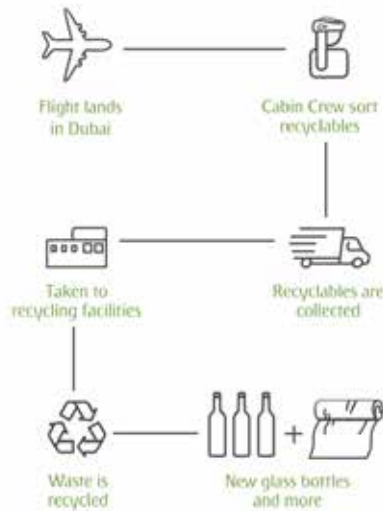 Flight lands
in Dubai
Cabin Crew sort
recyclables
Recyclables are
collected
Taken to
recycling facilities
Waste is
recycled
+
New glass bottles
and more